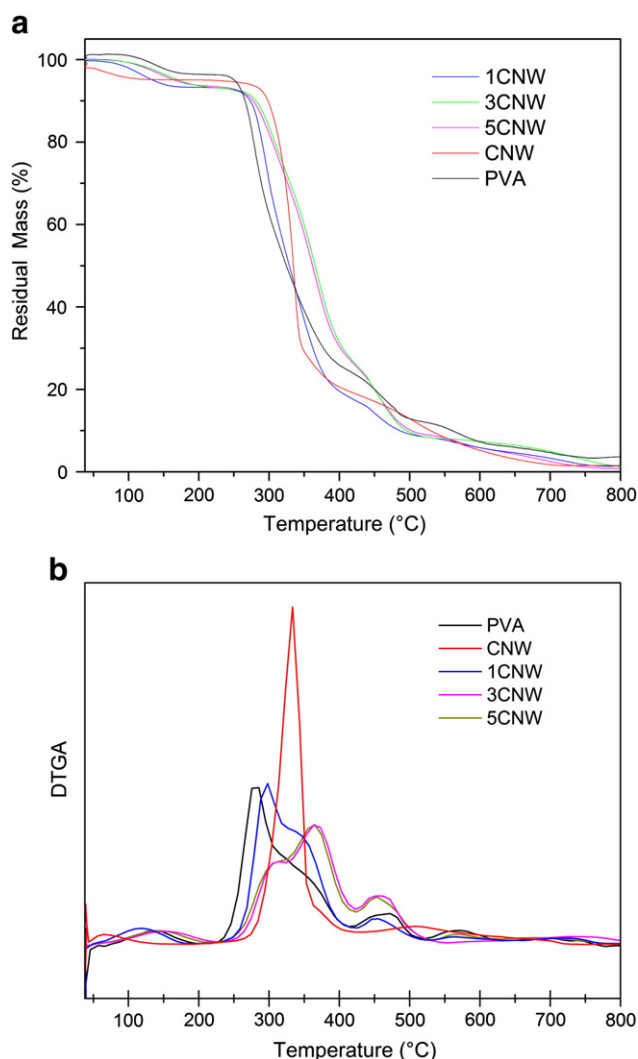 a
100
80
60
40
20
0
Residual Mass (%)
1CNW
3CNW
5CNW
CNW
PVA
100 200 300 400 500 600 700 800
Temperature (°C)
b
PVA
CNW
1CNW
3CNW
5CNW
DTGA
100 200 300 400 500 600 700 800
Temperature (°C)